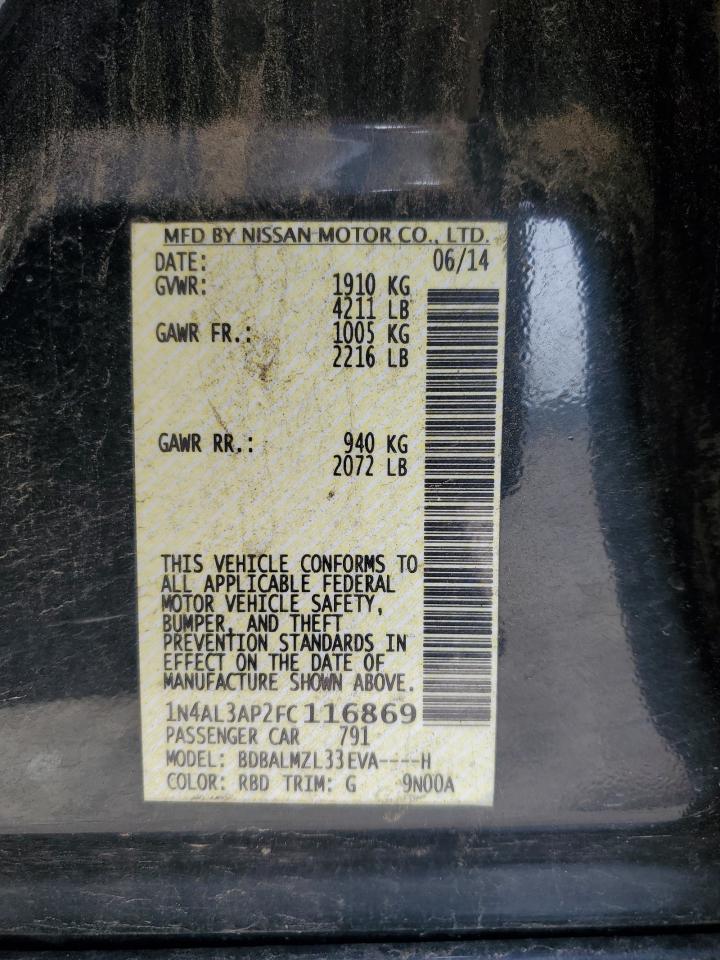 MFD BY NISSAN MOTOR CO., LTD.
DATE: 06/14
GVWR: 1910 KG
4211 LB
GAWR FR.: 1005 KG
2216 LB
GAWR RR.: 940 KG
2072 LB
THIS VEHICLE CONFORMS TO
ALL APPLICABLE FEDERAL
MOTOR VEHICLE SAFETY,
BUMPER, AND THEFT
PREVENTION STANDARDS IN
EFFECT ON THE DATE OF
MANUFACTURE SHOWN ABOVE.
1N4AL3AP2FC116869
PASSENGER CAR 791
MODEL: BDBALMZL33EVA----H
COLOR: RBD TRIM: G 9N00A